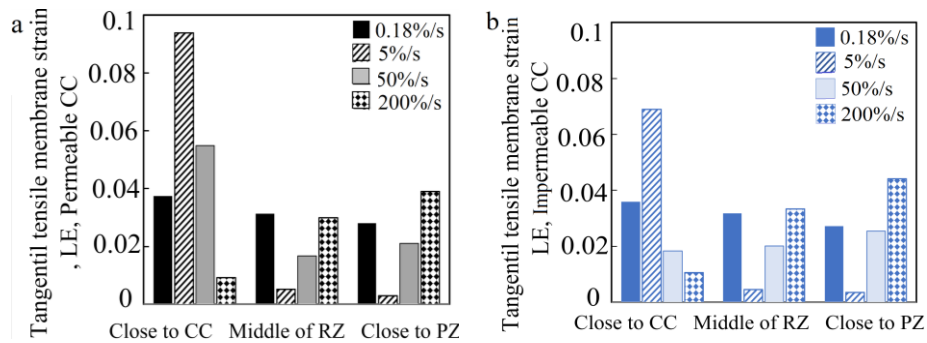 a
Tangentil tensile membrane strain
, LE, Permeable CC
0.1
0.08
0.06
0.04
0.02
0
0.18%/s
5%/s
50%/s
200%/s
Close to CC Middle of RZ Close to PZ
b
Tangentil tensile membrane strain
LE, Impermeable CC
0.1
0.08
0.06
0.04
0.02
0
0.18%/s
5%/s
50%/s
200%/s
Close to CC Middle of RZ Close to PZ